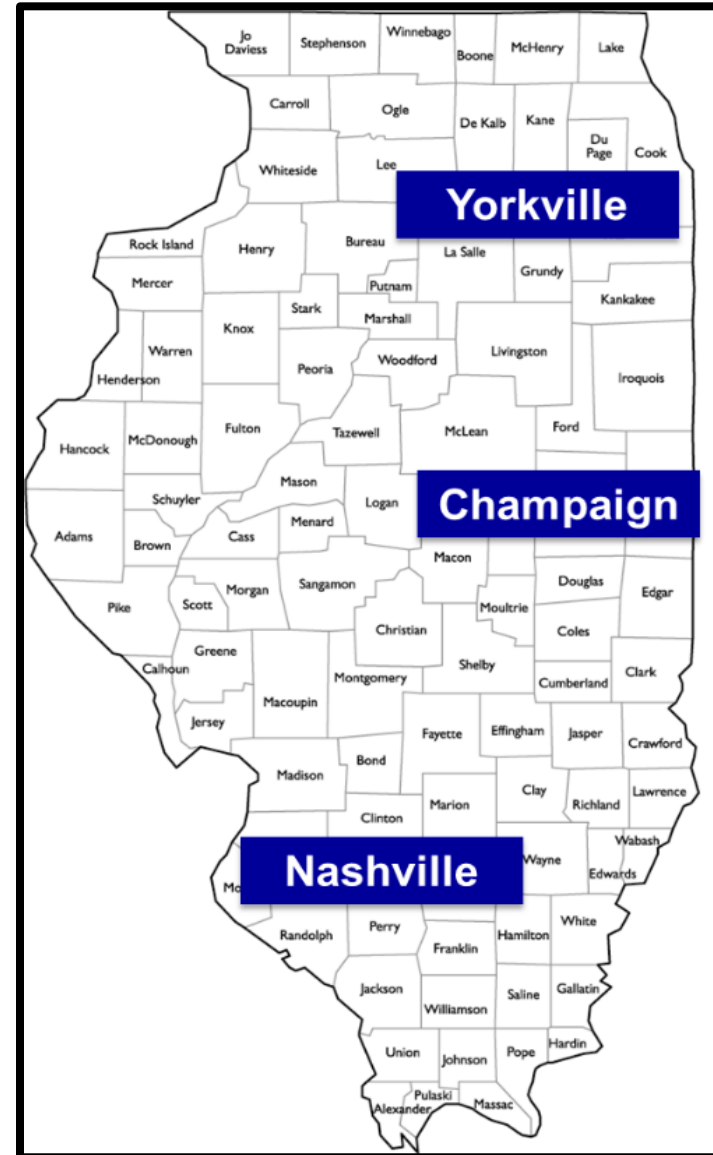 Jo
Daviess
Stephenson
Winnebago
Boone
McHenry
Lake
Carroll
Ogle
De Kalb
Kane
Du
Page
Cook
Whiteside
Lee
Yorkville
Rock Island
Henry
Bureau
La Salle
Grundy
Mercer
Putnam
Kankakee
Stark
Marshall
Knox
Warren
Peoria
Woodford
Livingston
Henderson
Iroquois
Hancock
McDonough
Fulton
Tazewell
McLean
Ford
Schuyler
Mason
Logan
Champaign
Adams
Brown
Cass
Menard
Macon
Pike
Scott
Morgan
Sangamon
Moultrie
Douglas
Edgar
Christian
Coles
Greene
Calhoun
Shelby
Clark
Montgomery
Cumberland
Macoupin
Jersey
Fayette
Effingham
Jasper
Crawford
Madison
Bond
Clay
Marion
Richland
Lawrence
Clinton
Wabash
Nashville
Wayne
Edwards
Mo
Randolph
Perry
Franklin
Hamilton
White
Jackson
Williamson
Saline
Gallatin
Union
Johnson
Pope
Hardin
Alexander
Pulaski
Massac